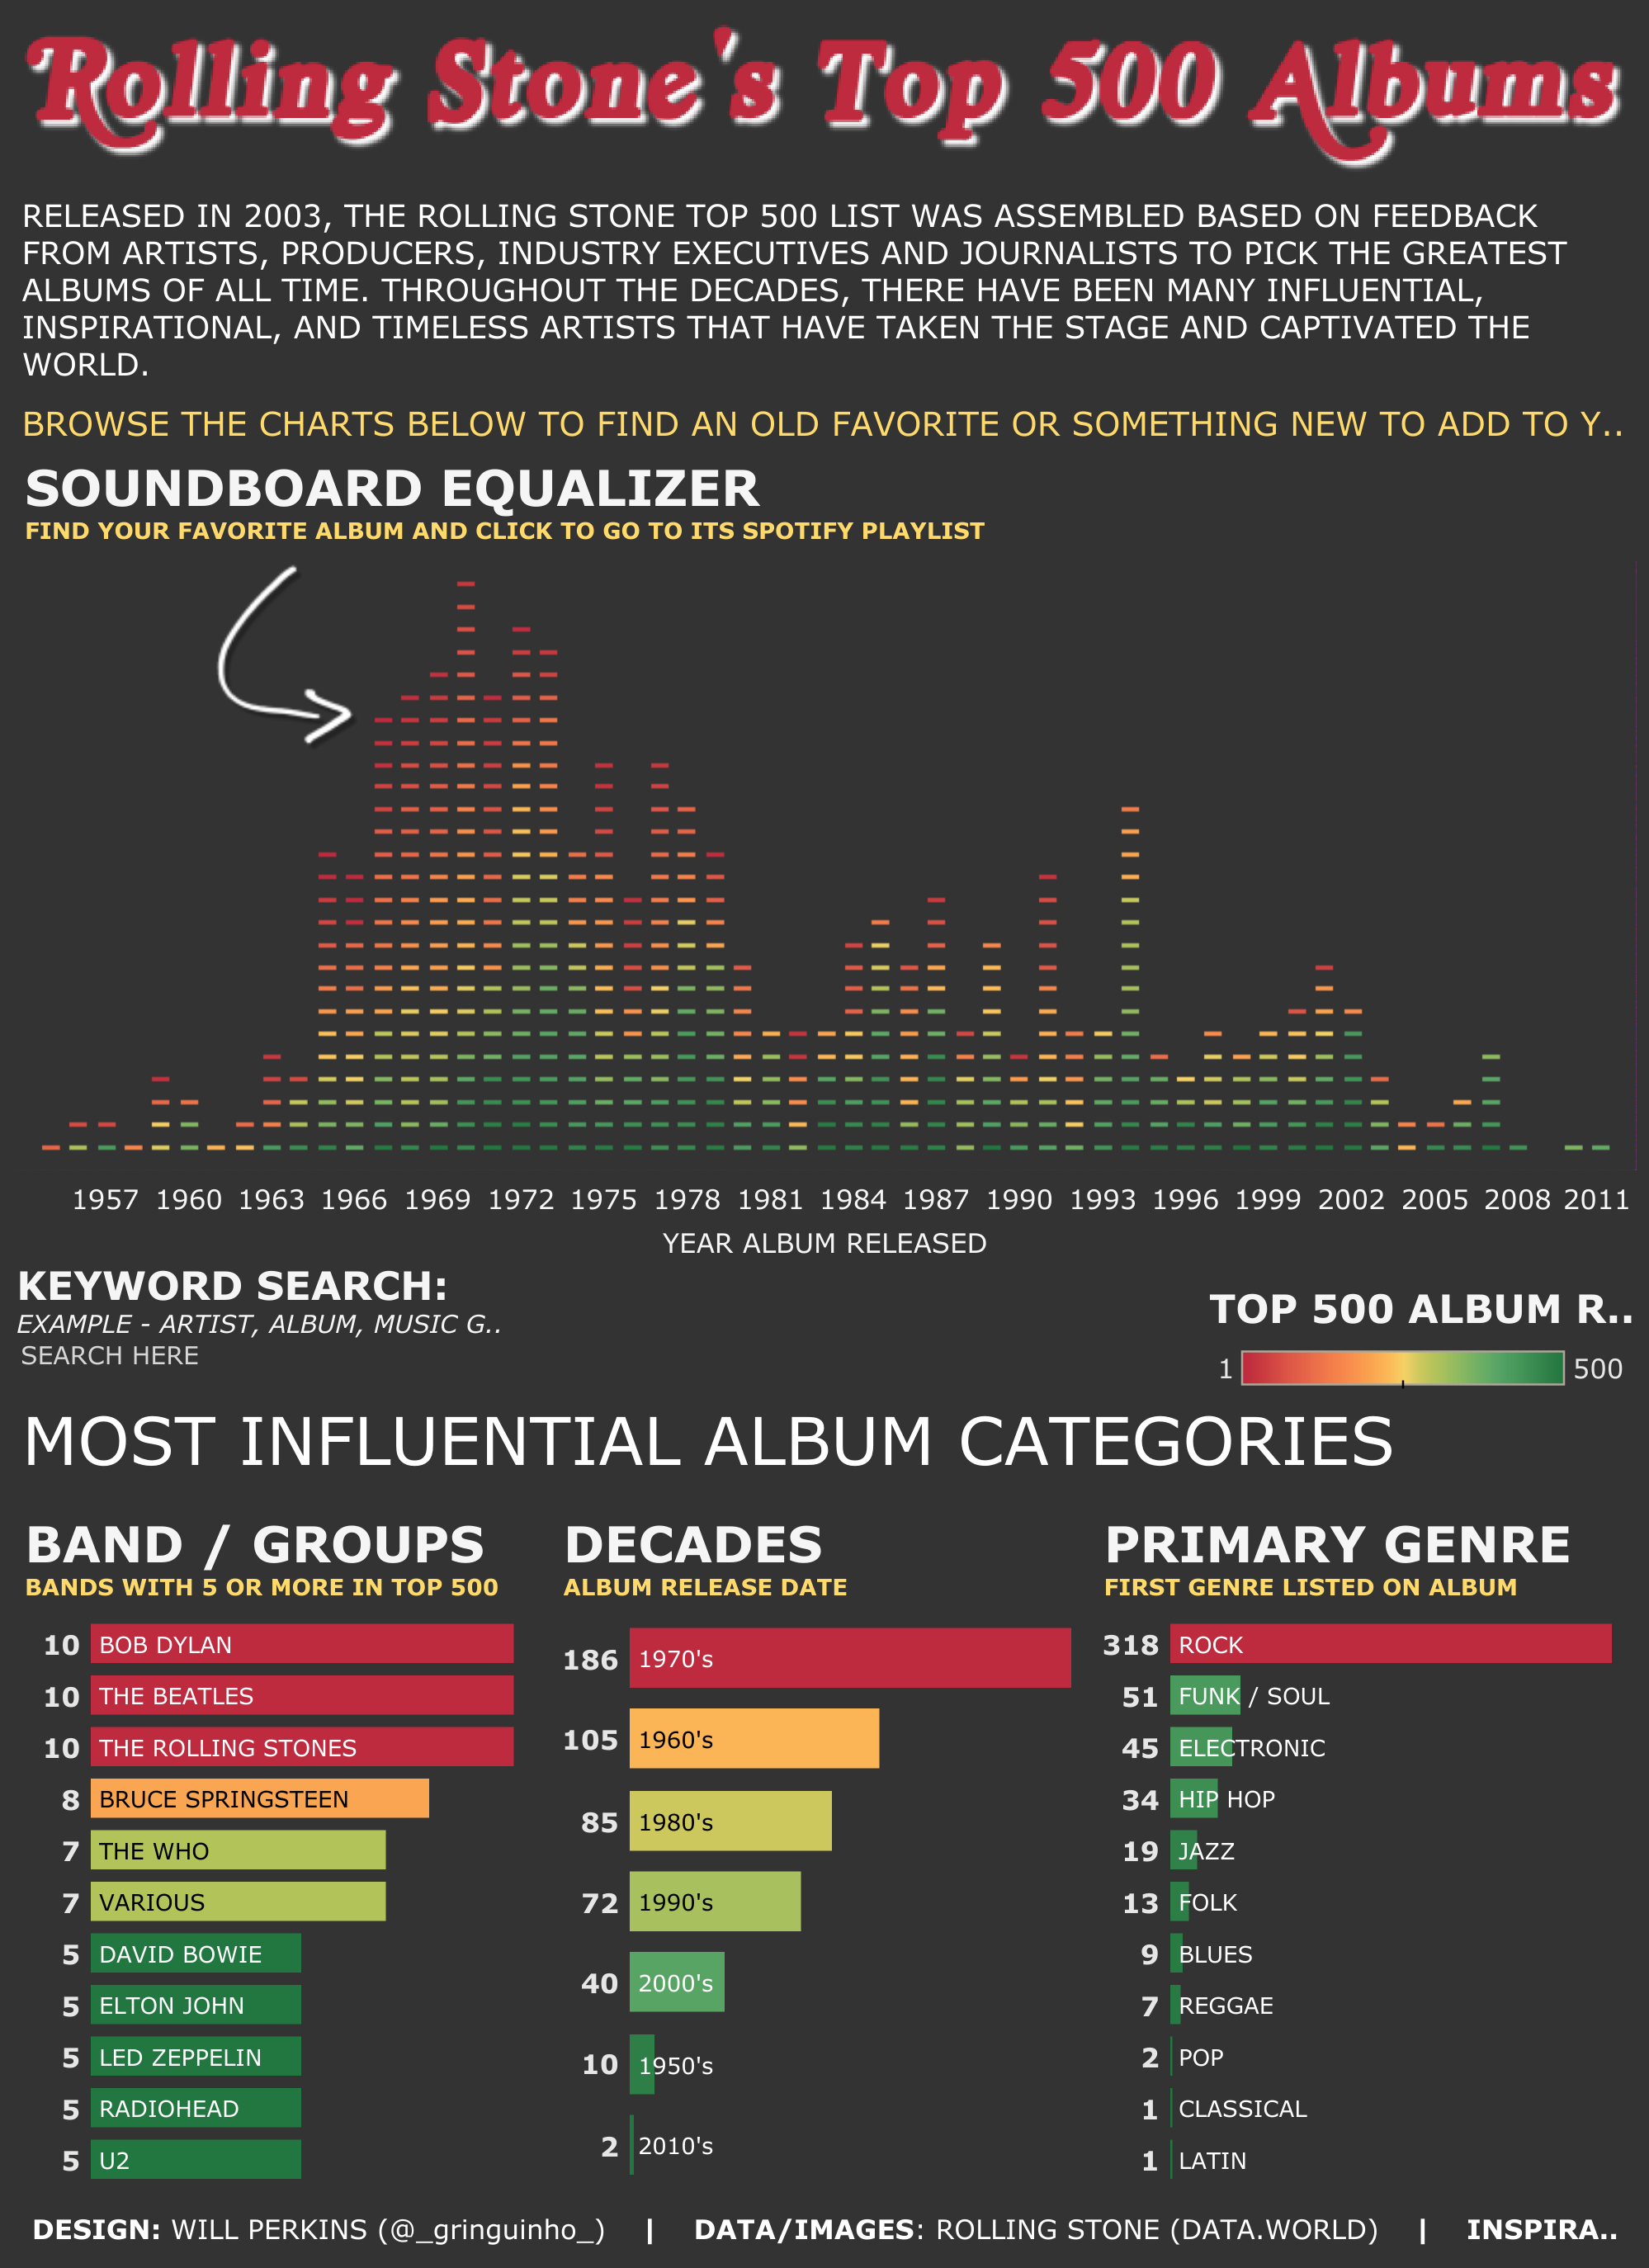 Rolling Stone's Top 500 Albums
RELEASED IN 2003, THE ROLLING STONE TOP 500 LIST WAS ASSEMBLED BASED ON FEEDBACK
FROM ARTISTS, PRODUCERS, INDUSTRY EXECUTIVES AND JOURNALISTS TO PICK THE GREATEST
ALBUMS OF ALL TIME. THROUGHOUT THE DECADES, THERE HAVE BEEN MANY INFLUENTIAL,
INSPIRATIONAL, AND TIMELESS ARTISTS THAT HAVE TAKEN THE STAGE AND CAPTIVATED THE
WORLD.
BROWSE THE CHARTS BELOW TO FIND AN OLD FAVORITE OR SOMETHING NEW TO ADD TO Y..
SOUNDBOARD EQUALIZER
FIND YOUR FAVORITE ALBUM AND CLICK TO GO TO ITS SPOTIFY PLAYLIST
1957 1960 1963 1966 1969 1972 1975 1978 1981 1984 1987 1990 1993 1996 1999 2002 2005 2008 2011
YEAR ALBUM RELEASED
KEYWORD SEARCH:
EXAMPLE - ARTIST, ALBUM, MUSIC G..
SEARCH HERE
TOP 500 ALBUM R..
1 500
MOST INFLUENTIAL ALBUM CATEGORIES
BAND / GROUPS
BANDS WITH 5 OR MORE IN TOP 500
10 BOB DYLAN
10 THE BEATLES
10 THE ROLLING STONES
8 BRUCE SPRINGSTEEN
7 THE WHO
7 VARIOUS
5 DAVID BOWIE
5 ELTON JOHN
5 LED ZEPPELIN
5 RADIOHEAD
5 U2
DECADES
ALBUM RELEASE DATE
186 1970's
105 1960's
85 1980's
72 1990's
40 2000's
10 1950's
2 2010's
PRIMARY GENRE
FIRST GENRE LISTED ON ALBUM
318 ROCK
51 FUNK / SOUL
45 ELECTRONIC
34 HIP HOP
19 JAZZ
13 FOLK
9 BLUES
7 REGGAE
2 POP
1 CLASSICAL
1 LATIN
DESIGN: WILL PERKINS (@_gringuinho_) | DATA/IMAGES: ROLLING STONE (DATA.WORLD) | INSPIRA..